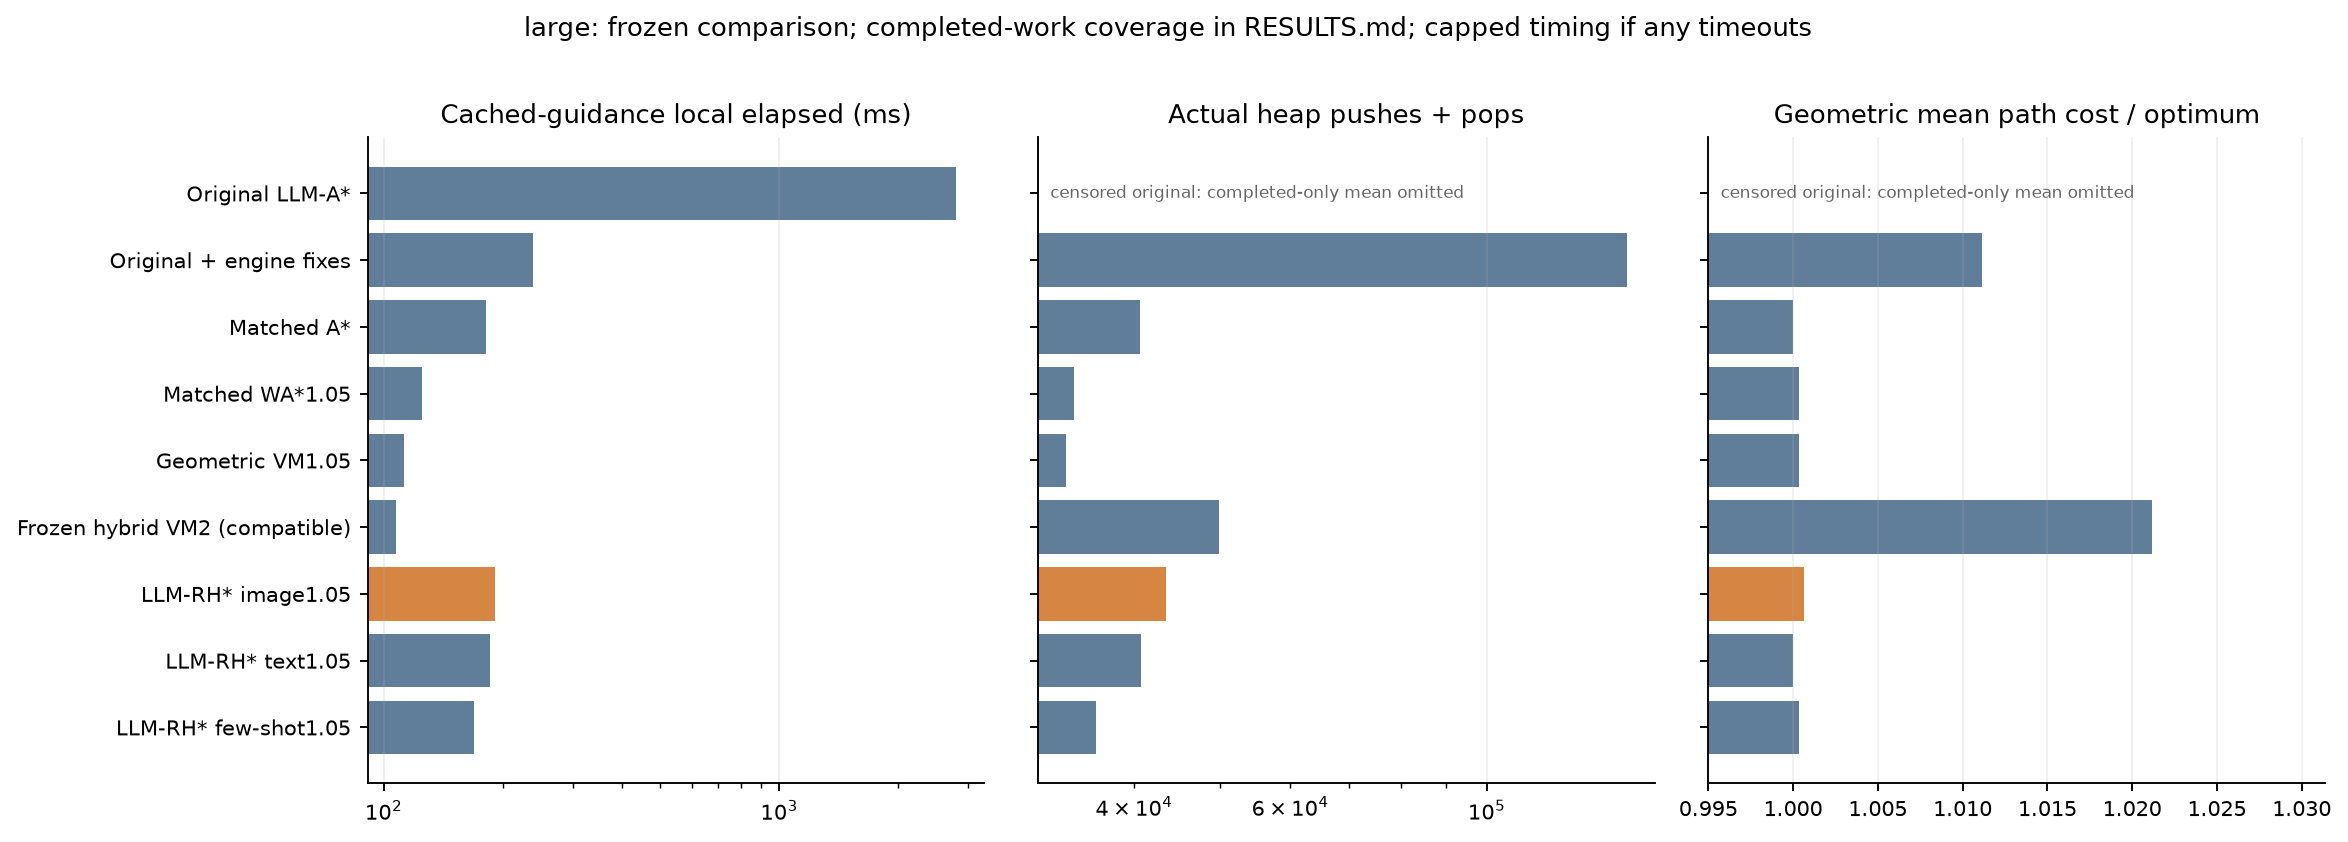 large: frozen comparison; completed-work coverage in RESULTS.md; capped timing if any timeouts
Cached-guidance local elapsed (ms)
Actual heap pushes + pops
Geometric mean path cost / optimum
Original LLM-A*
Original + engine fixes
Matched A*
Matched WA*1.05
Geometric VM1.05
Frozen hybrid VM2 (compatible)
LLM-RH* image1.05
LLM-RH* text1.05
LLM-RH* few-shot1.05
censored original: completed-only mean omitted
censored original: completed-only mean omitted
10² 10³
4 × 10⁴ 6 × 10⁴ 10⁵
0.995 1.000 1.005 1.010 1.015 1.020 1.025 1.030